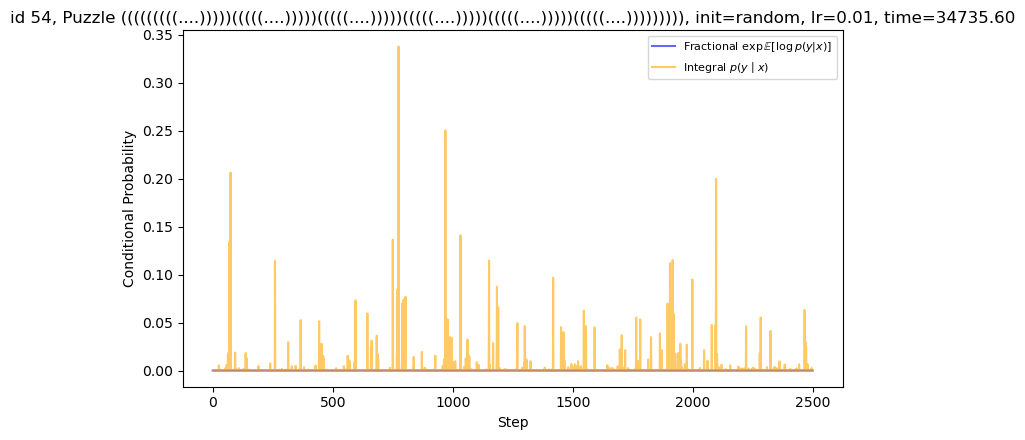 id 54, Puzzle (((((((((....)))))(((((....)))))(((((....)))))(((((....)))))(((((....)))))(((((....))))))))), init=random, lr=0.01, time=34735.60
Fractional exp 𝔼[log p(y|x)]
Integral p(y | x)
Conditional Probability
0.35
0.30
0.25
0.20
0.15
0.10
0.05
0.00
0 500 1000 1500 2000 2500
Step